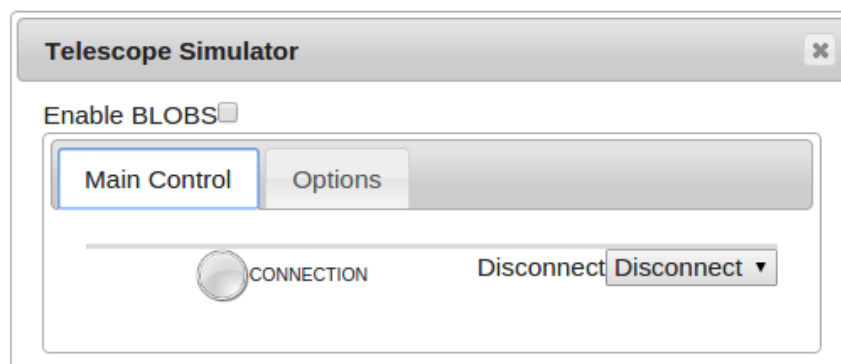 Telescope Simulator
Enable BLOBS
Main Control Options
CONNECTION Disconnect Disconnect